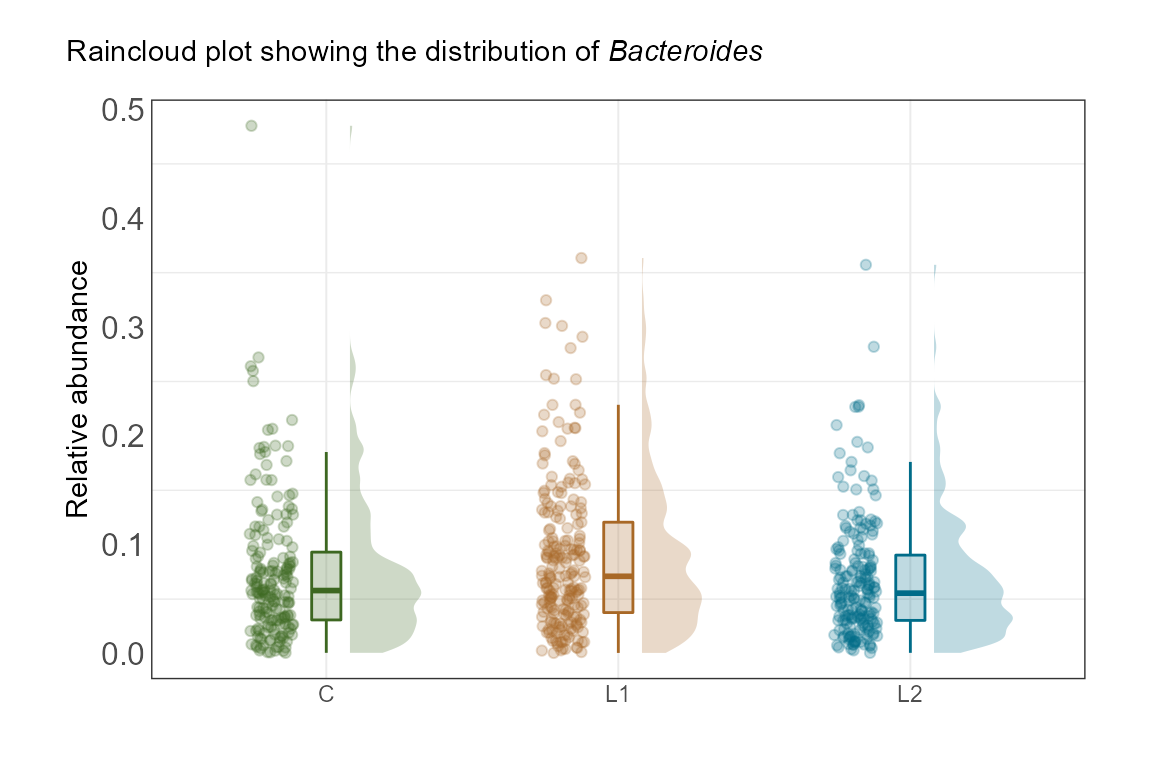 Raincloud plot showing the distribution of Bacteroides
Relative abundance
0.5
0.4
0.3
0.2
0.1
0.0
C
L1
L2